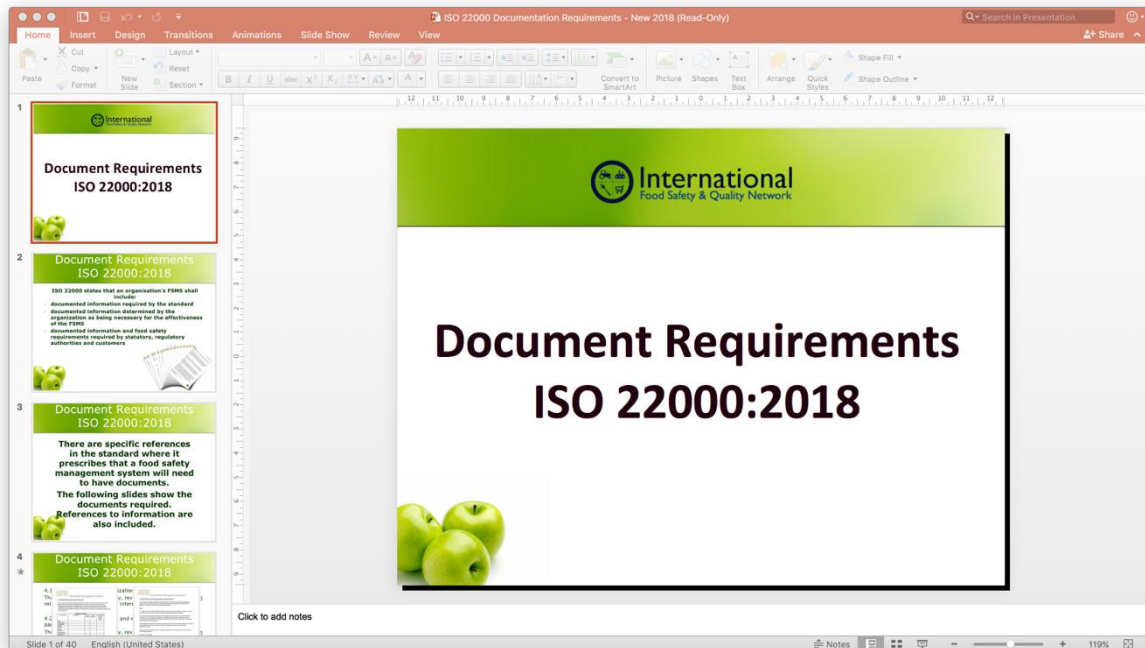 ISO 22000 Documentation Requirements - New 2018 (Read-Only)
Search in Presentation
Home Insert Design Transitions Animations Slide Show Review View
Share
Cut
Copy
Format
Paste
New
Slide
Layout
Reset
Section
Convert to
SmartArt
Picture
Shapes
Text
Box
Arrange
Quick
Styles
Shape Fill
Shape Outline
1
International
Food Safety & Quality Network
Document Requirements
ISO 22000:2018
2
Document Requirements
ISO 22000:2018
ISO 22000 states that an organisation's FSMS shall
include:
documented information required by the standard
documented information determined by the
organization as being necessary for the effectiveness
of the FSMS
documented information and food safety
requirements required by statutory, regulatory
authorities and customers
3
Document Requirements
ISO 22000:2018
There are specific references
in the standard where it
prescribes that a food safety
management system will need
to have documents.
The following slides show the
documents required.
References to information are
also included.
4
Document Requirements
ISO 22000:2018
International
Food Safety & Quality Network
Document Requirements
ISO 22000:2018
Click to add notes
Slide 1 of 40 English (United States)
Notes
119%